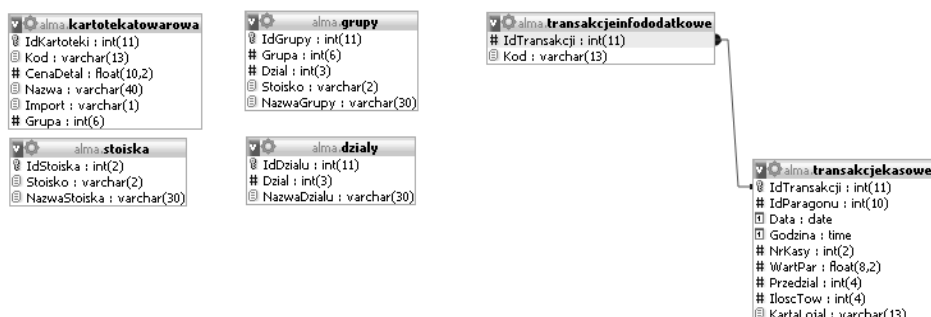 alma.kartotekatowarowa
IdKartoteki : int(11)
Kod : varchar(13)
# CenaDetal : float(10,2)
Nazwa : varchar(40)
Import : varchar(1)
# Grupa : int(6)
alma.grupy
IdGrupy : int(11)
# Grupa : int(6)
# Dzial : int(3)
Stoisko : varchar(2)
NazwaGrupy : varchar(30)
alma.transakcjeinfododatkowe
# IdTransakcji : int(11)
Kod : varchar(13)
alma.stoiska
IdStoiska : int(2)
Stoisko : varchar(2)
NazwaStoiska : varchar(30)
alma.dzialy
IdDzialu : int(11)
# Dzial : int(3)
NazwaDzialu : varchar(30)
alma.transakcjekasowe
IdTransakcji : int(11)
# IdParagonu : int(10)
Data : date
Godzina : time
# NrKasy : int(2)
# WartPar : float(8,2)
# Przedzial : int(4)
# IloscTow : int(4)
KartaLojal : varchar(13)